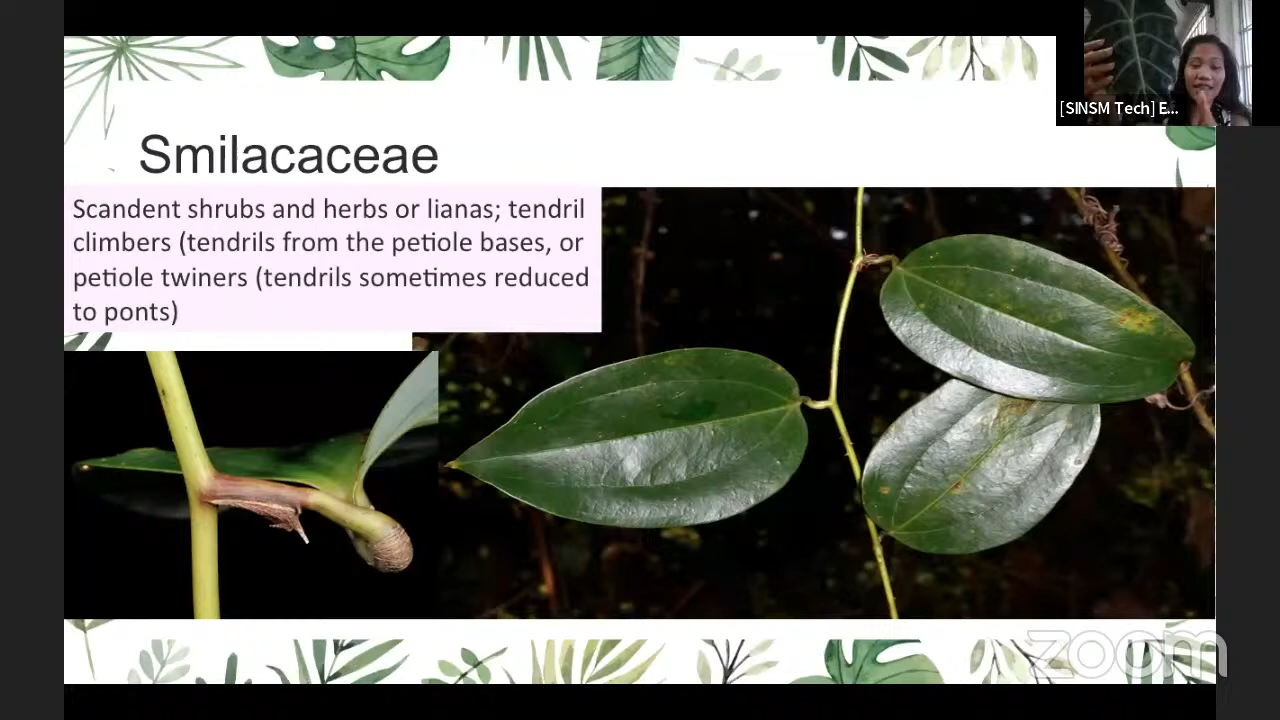 [SINSM Tech] E...
Smilacaceae
Scandent shrubs and herbs or lianas; tendril
climbers (tendrils from the petiole bases, or
petiole twiners (tendrils sometimes reduced
to ponts)
zoom